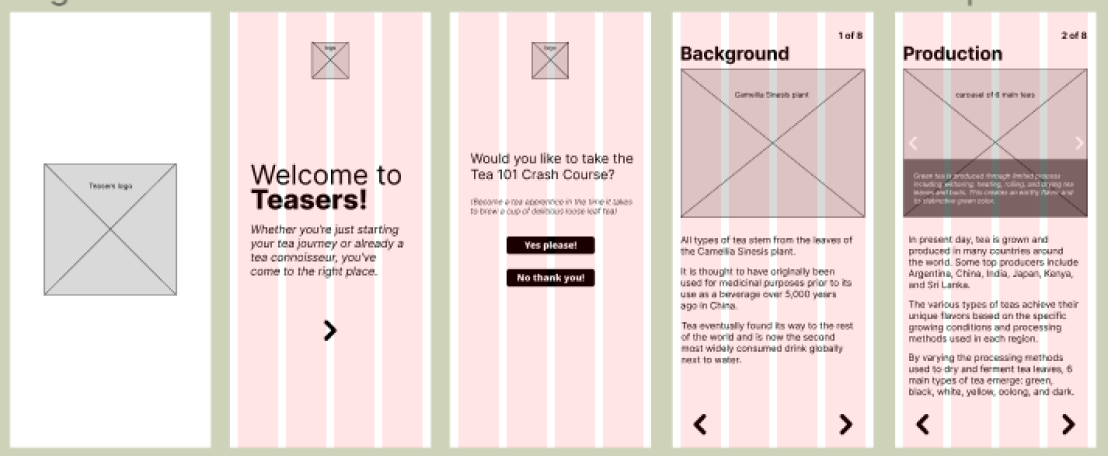 Teasers logo
logo
Welcome to
Teasers!
Whether you're just starting
your tea journey or already a
tea connoisseur, you've
come to the right place.
logo
Would you like to take the
Tea 101 Crash Course?
(Become a tea apprentice in the time it takes
to brew a cup of delicious loose leaf tea)
Yes please!
No thank you!
1 of 8
Background
Camellia Sinesis plant
All types of tea stem from the leaves of
the Camellia Sinesis plant.
It is thought to have originally been
used for medicinal purposes prior to its
use as a beverage over 5,000 years
ago in China.
Tea eventually found its way to the rest
of the world and is now the second
most widely consumed drink globally
next to water.
2 of 8
Production
carousel of 6 main teas
Green tea is produced through limited process
including withering, heating, rolling, and drying tea
leaves and buds. This creates an earthy flavor and
its distinctive green color.
In present day, tea is grown and
produced in many countries around
the world. Some top producers include
Argentina, China, India, Japan, Kenya,
and Sri Lanka.
The various types of teas achieve their
unique flavors based on the specific
growing conditions and processing
methods used in each region.
By varying the processing methods
used to dry and ferment tea leaves, 6
main types of tea emerge: green,
black, white, yellow, oolong, and dark.